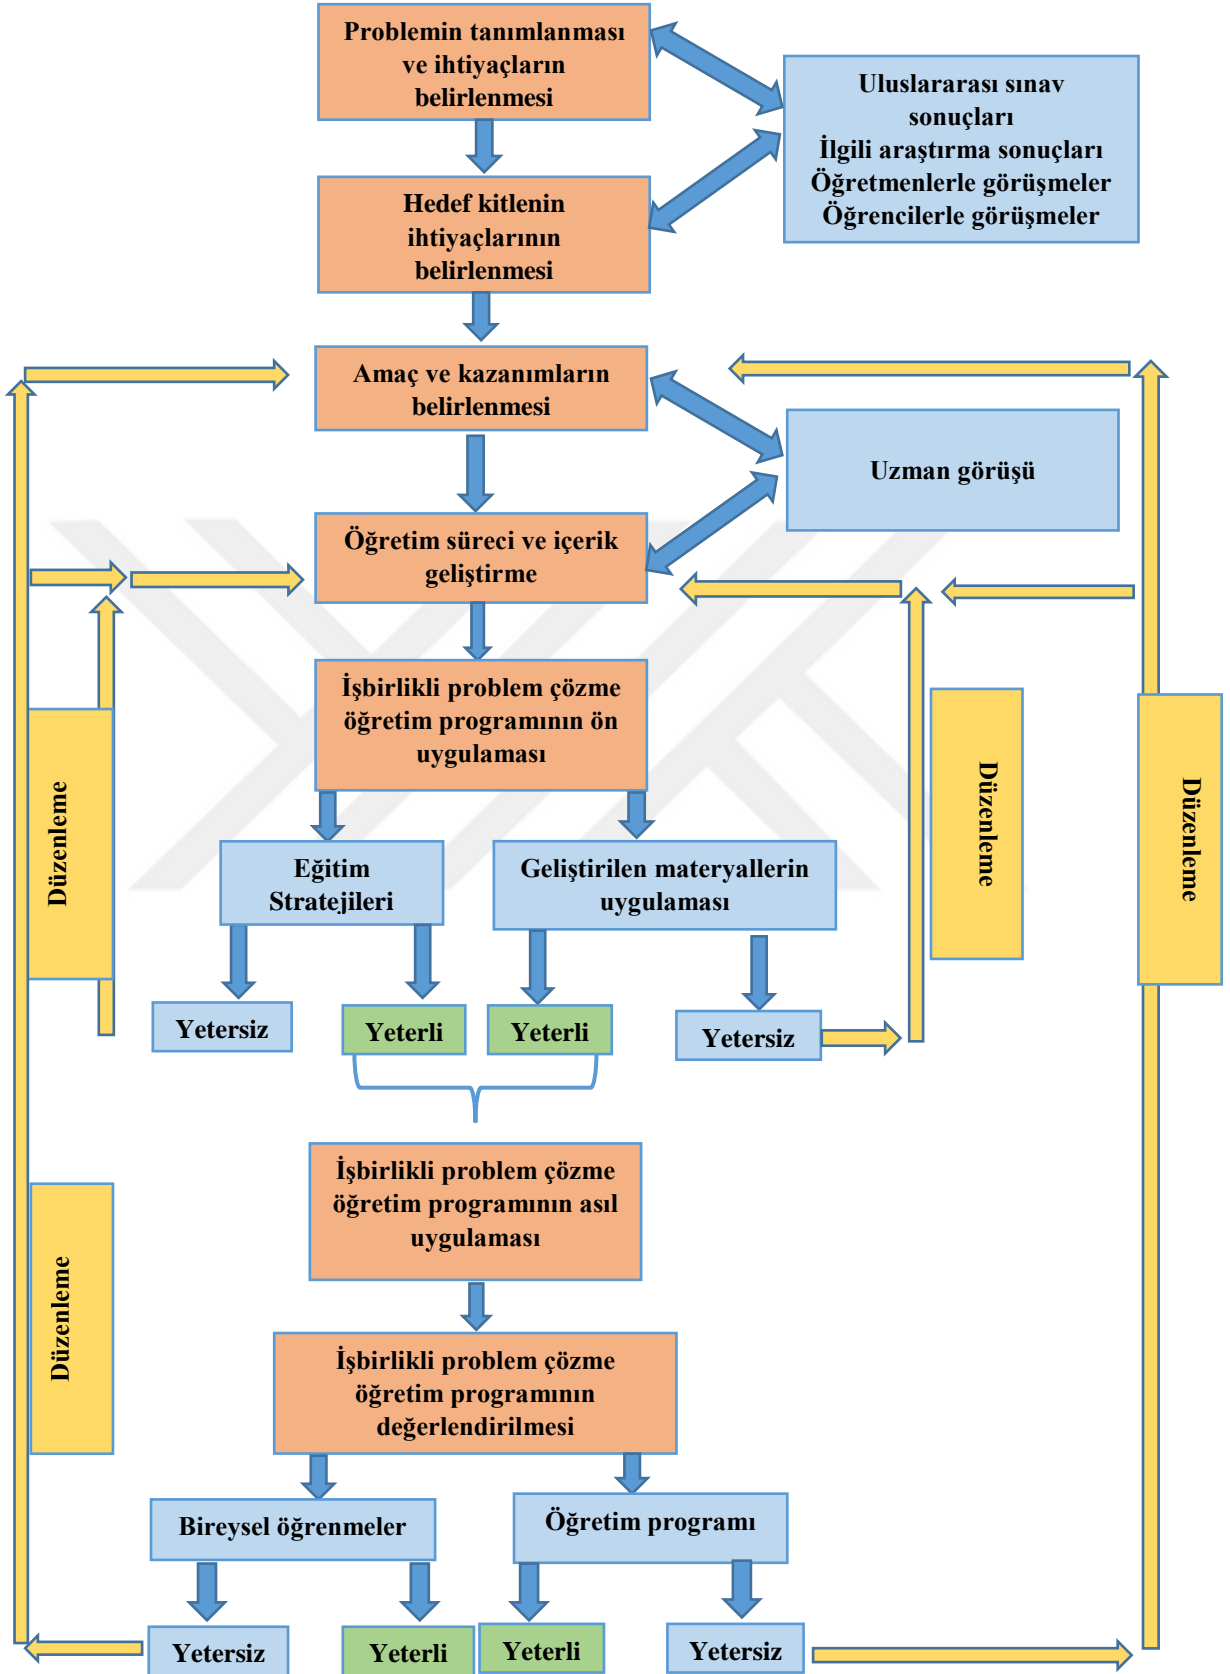 Problemin tanımlanması
ve ihtiyaçların
belirlenmesi
Uluslararası sınav
sonuçları
İlgili araştırma sonuçları
Öğretmenlerle görüşmeler
Öğrencilerle görüşmeler
Hedef kitlenin
ihtiyaçlarının
belirlenmesi
Amaç ve kazanımların
belirlenmesi
Uzman görüşü
Öğretim süreci ve içerik
geliştirme
İşbirlikli problem çözme
öğretim programının ön
uygulaması
Düzenleme
Düzenleme
Düzenleme
Eğitim
Stratejileri
Geliştirilen materyallerin
uygulaması
Yetersiz
Yeterli
Yeterli
Yetersiz
İşbirlikli problem çözme
öğretim programının asıl
uygulaması
Düzenleme
İşbirlikli problem çözme
öğretim programının
değerlendirilmesi
Bireysel öğrenmeler
Öğretim programı
Yetersiz
Yeterli
Yeterli
Yetersiz